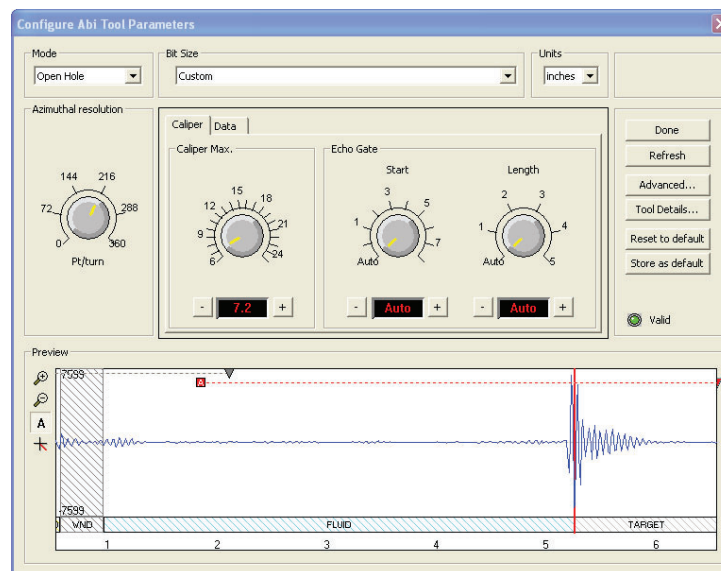 Configure Abi Tool Parameters
Mode
Bit Size
Units
Open Hole
Custom
inches
Azimuthal resolution
0
72
144
216
288
360
Pt/turn
Caliper
Data
Caliper Max.
6
9
12
15
18
21
24
- 7.2 +
Echo Gate
Start
Auto
1
3
5
7
- Auto +
Length
Auto
1
2
3
4
5
- Auto +
Done
Refresh
Advanced...
Tool Details...
Reset to default
Store as default
Valid
Preview
A
7599
A
-7599
WND
FLUID
TARGET
1 2 3 4 5 6